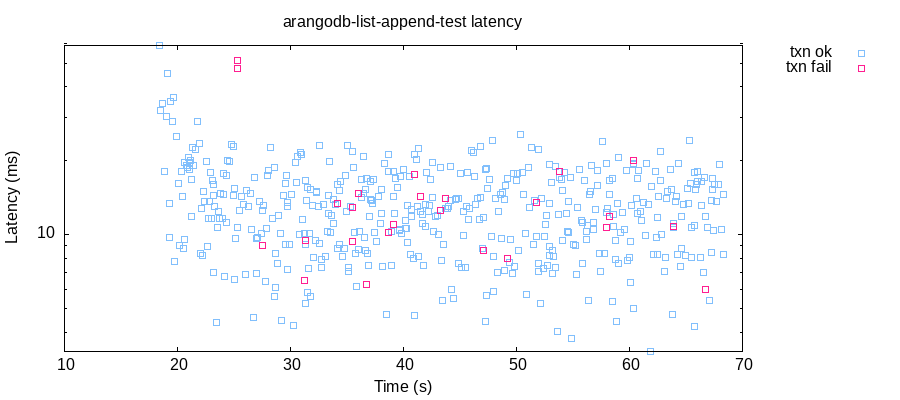 arangodb-list-append-test latency
txn ok
txn fail
Latency (ms)
10
10 20 30 40 50 60 70
Time (s)